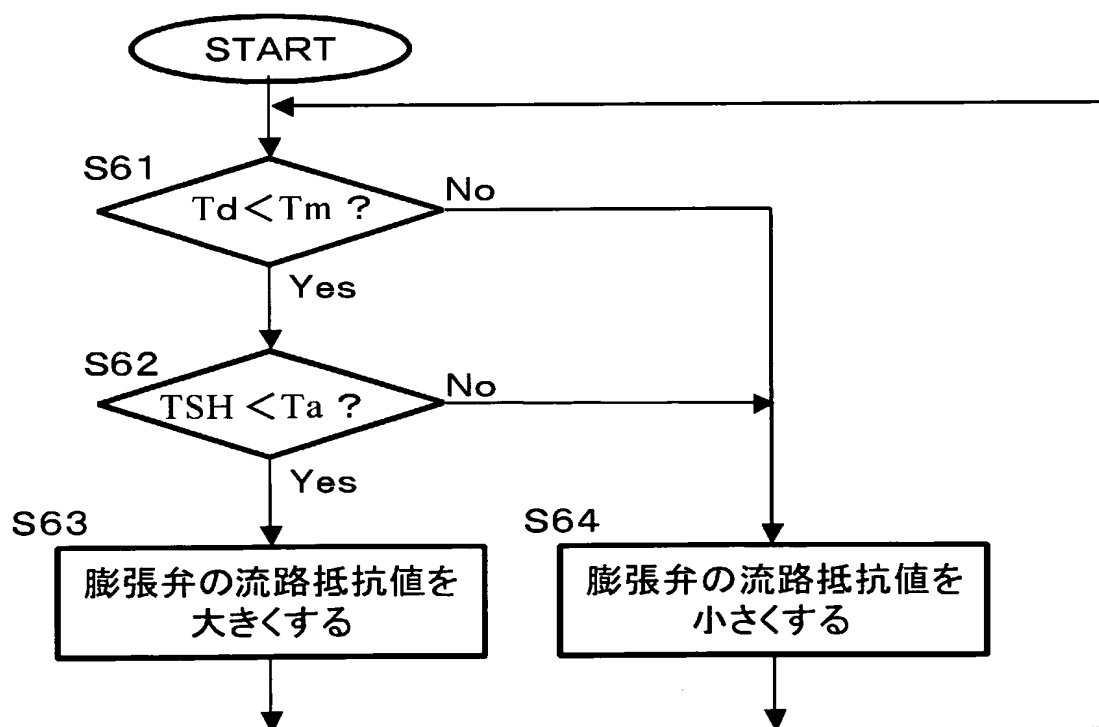 START
S61
Td<Tm ?
No
Yes
S62
TSH <Ta ?
No
Yes
S63
膨張弁の流路抵抗値を
大きくする
S64
膨張弁の流路抵抗値を
小さくする